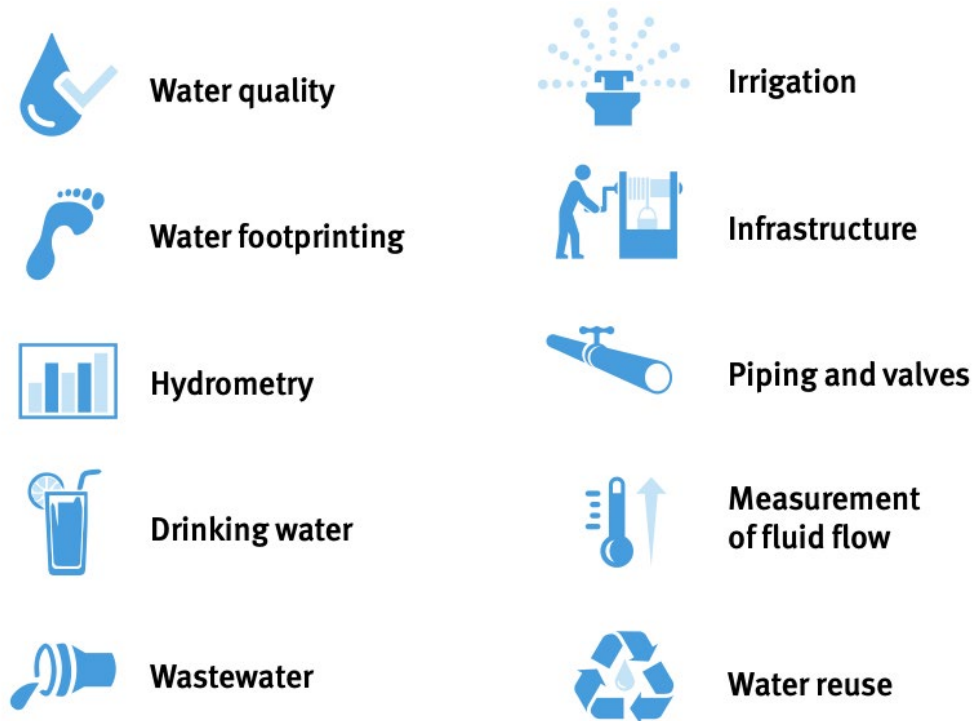 Water quality
Water footprinting
Hydrometry
Drinking water
Wastewater
Irrigation
Infrastructure
Piping and valves
Measurement
of fluid flow
Water reuse